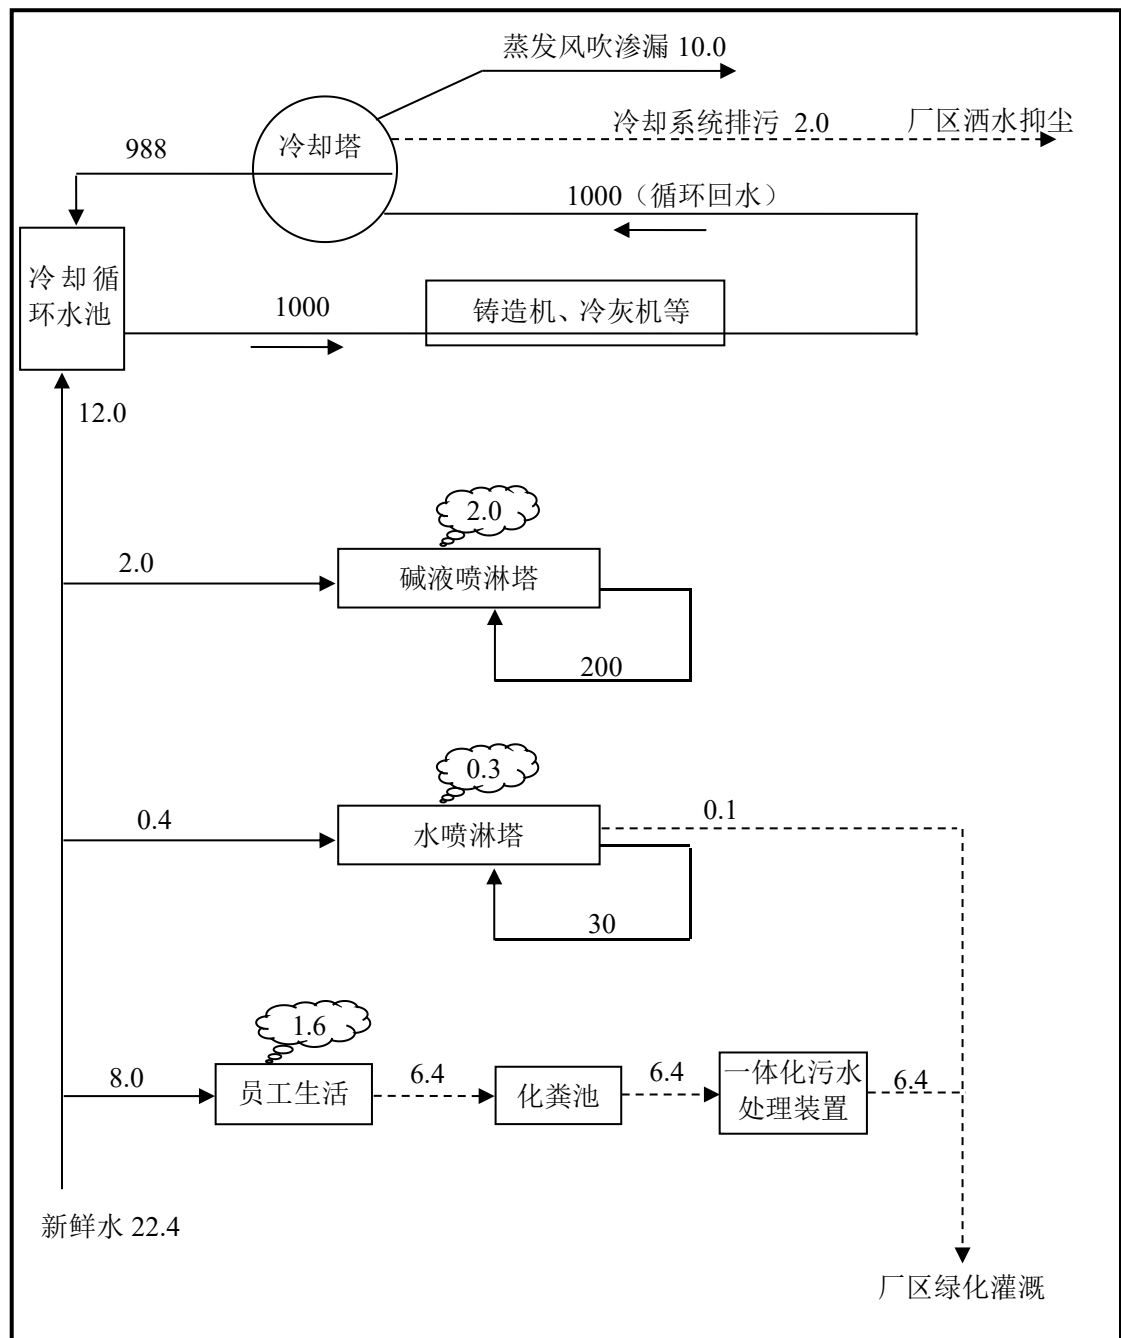 蒸发风吹渗漏 10.0
冷却系统排污 2.0
厂区洒水抑尘
冷却塔
988
1000（循环回水）
冷却循
环水池
1000
铸造机、冷灰机等
12.0
2.0
2.0
碱液喷淋塔
200
0.3
0.4
水喷淋塔
0.1
30
1.6
8.0
员工生活
6.4
化粪池
6.4
一体化污水
处理装置
6.4
新鲜水 22.4
厂区绿化灌溉